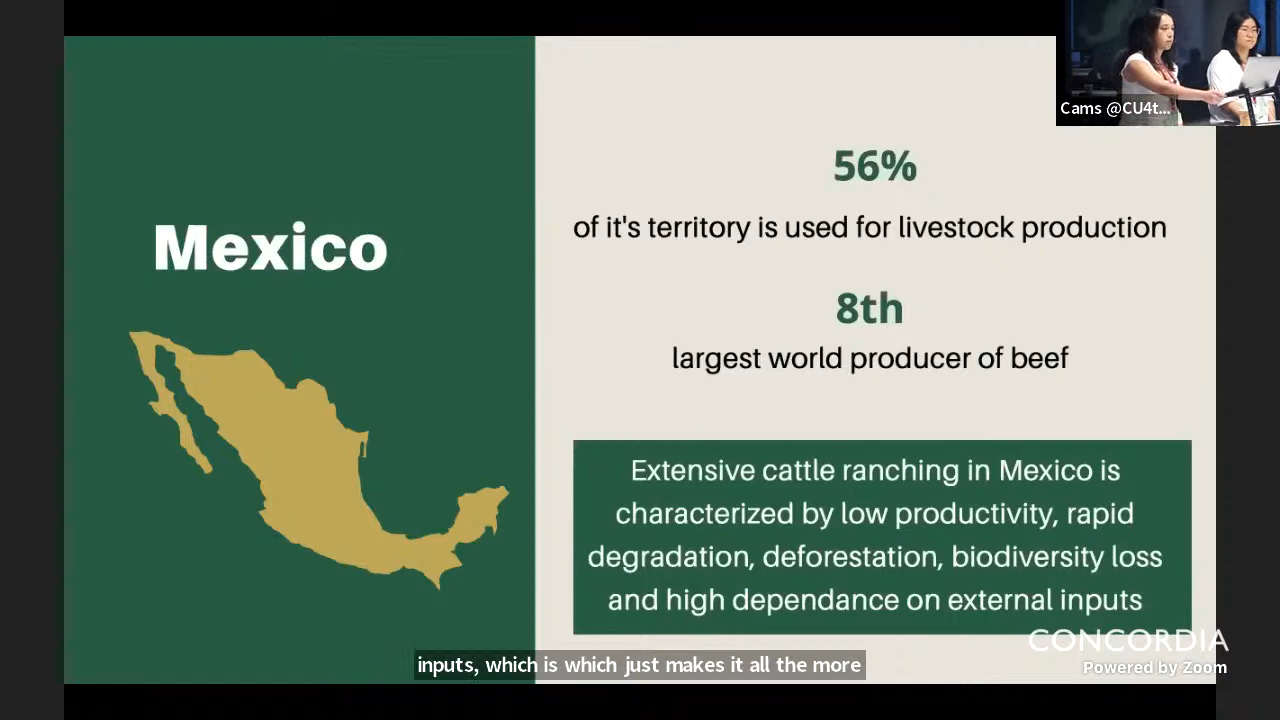 Cams @CU4t...
56%
of it's territory is used for livestock production
Mexico
8th
largest world producer of beef
Extensive cattle ranching in Mexico is
characterized by low productivity, rapid
degradation, deforestation, biodiversity loss
and high dependance on external inputs
CONCORDIA
inputs, which is which just makes it all the more
Powered by Zoom